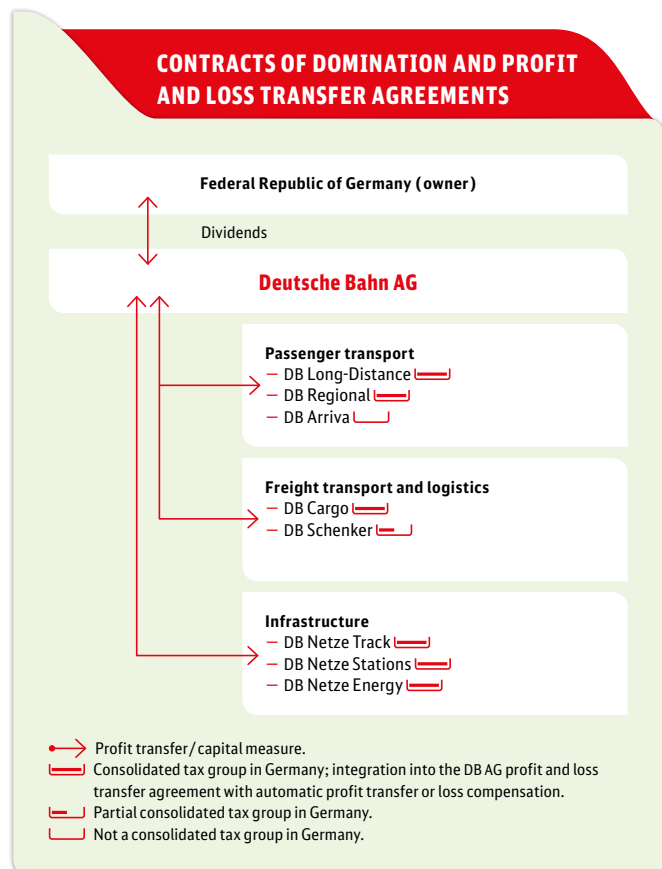 CONTRACTS OF DOMINATION AND PROFIT
AND LOSS TRANSFER AGREEMENTS
Federal Republic of Germany (owner)
Dividends
Deutsche Bahn AG
Passenger transport
— DB Long-Distance
— DB Regional
— DB Arriva
Freight transport and logistics
— DB Cargo
— DB Schenker
Infrastructure
— DB Netze Track
— DB Netze Stations
— DB Netze Energy
Profit transfer/capital measure.
Consolidated tax group in Germany; integration into the DB AG profit and loss
transfer agreement with automatic profit transfer or loss compensation.
Partial consolidated tax group in Germany.
Not a consolidated tax group in Germany.